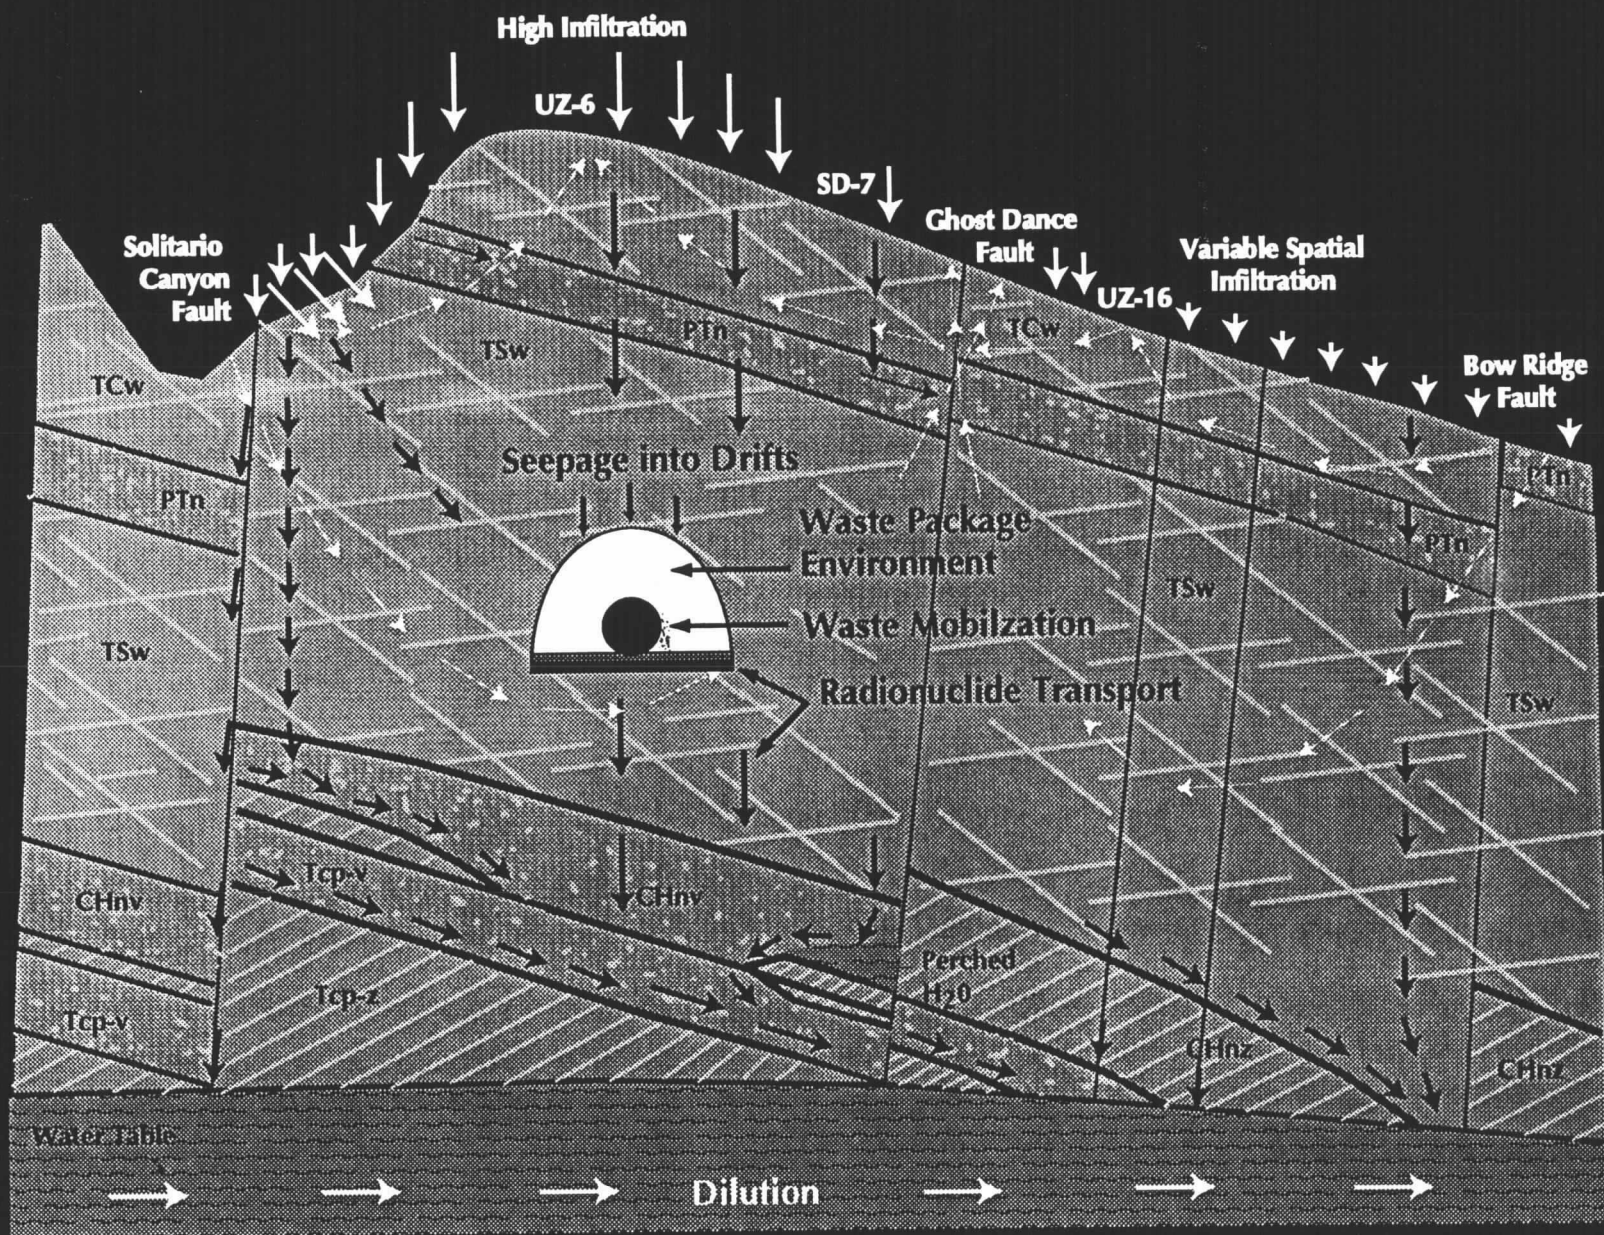 High Infiltration
UZ-6
SD-7
Solitario
Canyon
Fault
Ghost Dance
Fault
Variable Spatial
Infiltration
UZ-16
Bow Ridge
Fault
TCw
TSw
PTn
TCw
PTn
Seepage into Drifts
PTn
PTn
Waste Package
Environment
TSw
Waste Mobilzation
TSw
Radionuclide Transport
TSw
Tcp-v
CHnv
CHnv
Perched
H20
Tcp-z
Tcp-v
CHnz
CHnz
Water Table
Dilution